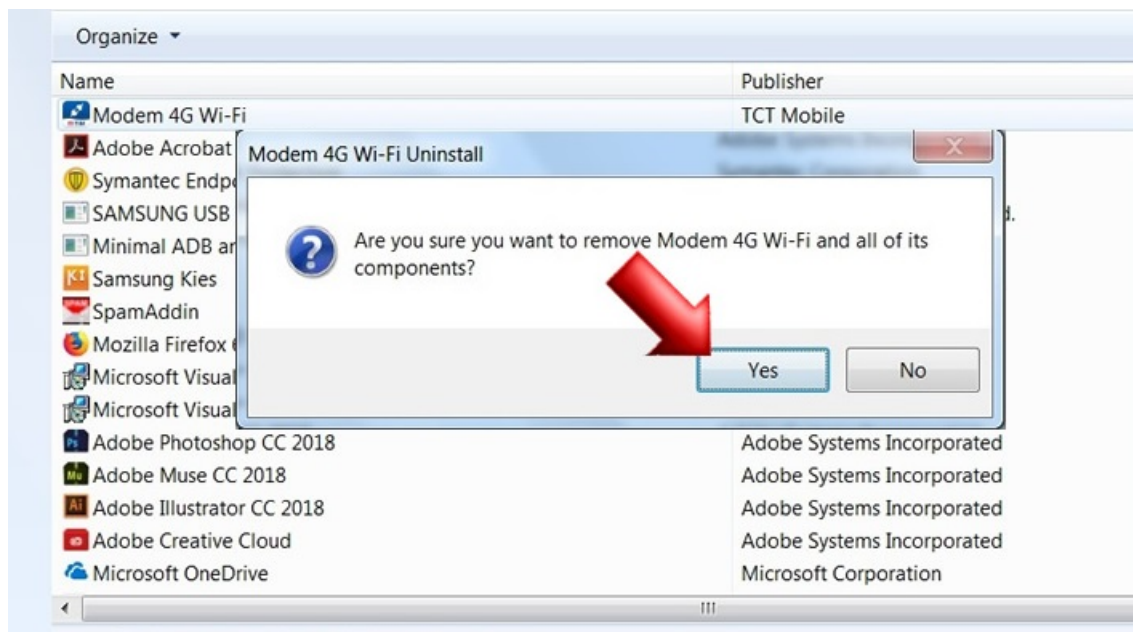 Organize
Name Publisher
Modem 4G Wi-Fi TCT Mobile
Adobe Acrobat
Modem 4G Wi-Fi Uninstall
Symantec
SAMSUNG USB
Minimal ADB
Are you sure you want to remove Modem 4G Wi-Fi and all of its
components?
Samsung Kies
SpamAddin
Mozilla Firefox
Microsoft Visual
Yes No
Microsoft Visual
Adobe Photoshop CC 2018 Adobe Systems Incorporated
Adobe Muse CC 2018 Adobe Systems Incorporated
Adobe Illustrator CC 2018 Adobe Systems Incorporated
Adobe Creative Cloud Adobe Systems Incorporated
Microsoft OneDrive Microsoft Corporation